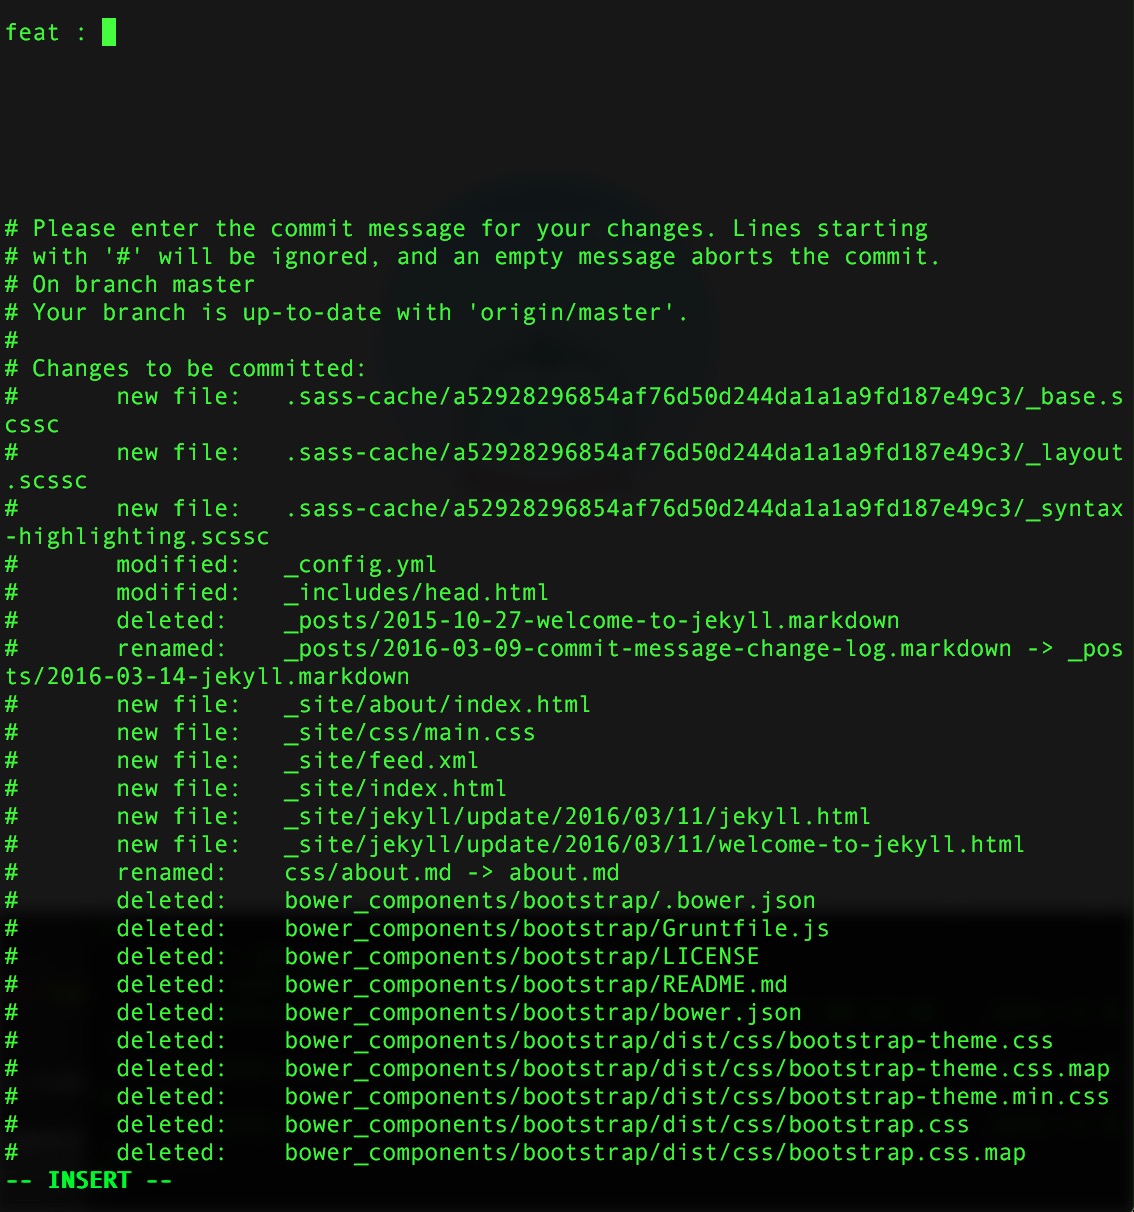 feat :
# Please enter the commit message for your changes. Lines starting
# with '#' will be ignored, and an empty message aborts the commit.
# On branch master
# Your branch is up-to-date with 'origin/master'.
#
# Changes to be committed:
#       new file:   .sass-cache/a52928296854af76d50d244da1a1a9fd187e49c3/_base.s
cssc
#       new file:   .sass-cache/a52928296854af76d50d244da1a1a9fd187e49c3/_layout
.scssc
#       new file:   .sass-cache/a52928296854af76d50d244da1a1a9fd187e49c3/_syntax
-highlighting.scssc
#       modified:   _config.yml
#       modified:   _includes/head.html
#       deleted:    _posts/2015-10-27-welcome-to-jekyll.markdown
#       renamed:    _posts/2016-03-09-commit-message-change-log.markdown -> _pos
ts/2016-03-14-jekyll.markdown
#       new file:   _site/about/index.html
#       new file:   _site/css/main.css
#       new file:   _site/feed.xml
#       new file:   _site/index.html
#       new file:   _site/jekyll/update/2016/03/11/jekyll.html
#       new file:   _site/jekyll/update/2016/03/11/welcome-to-jekyll.html
#       renamed:    css/about.md -> about.md
#       deleted:    bower_components/bootstrap/.bower.json
#       deleted:    bower_components/bootstrap/Gruntfile.js
#       deleted:    bower_components/bootstrap/LICENSE
#       deleted:    bower_components/bootstrap/README.md
#       deleted:    bower_components/bootstrap/bower.json
#       deleted:    bower_components/bootstrap/dist/css/bootstrap-theme.css
#       deleted:    bower_components/bootstrap/dist/css/bootstrap-theme.css.map
#       deleted:    bower_components/bootstrap/dist/css/bootstrap-theme.min.css
#       deleted:    bower_components/bootstrap/dist/css/bootstrap.css
#       deleted:    bower_components/bootstrap/dist/css/bootstrap.css.map
-- INSERT --